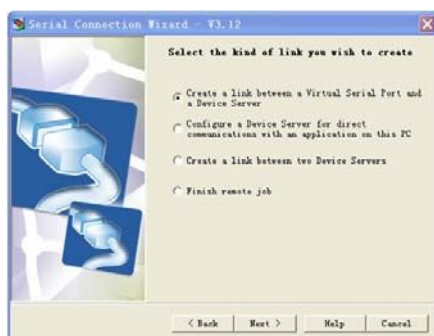 Serial Connection Wizard - V3.12
Select the kind of link you wish to create
Create a link between a Virtual Serial Port and
a Device Server
Configure a Device Server for direct
communications with an application on this PC
Create a link between two Device Servers
Finish remote job
< Back Next > Help Cancel